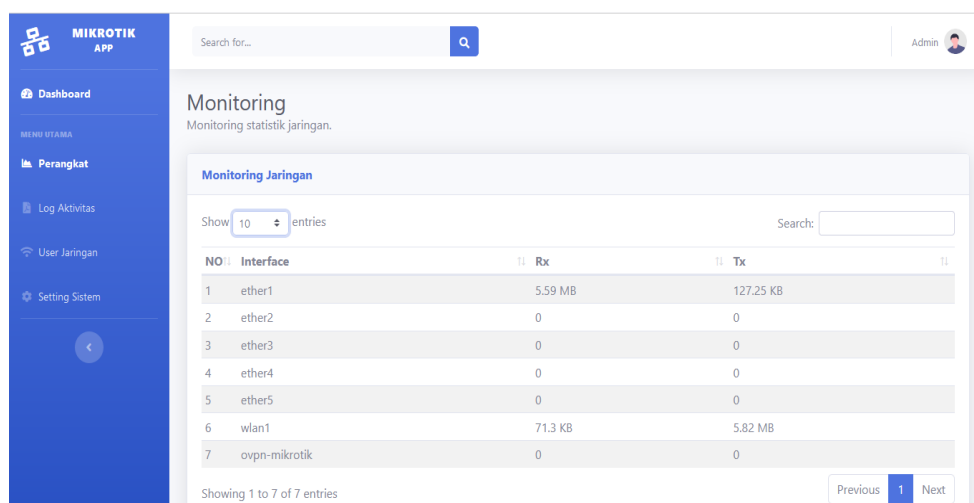 MIKROTIK
APP
Search for...
Admin
Dashboard
MENU UTAMA
Perangkat
Log Aktivitas
User Jaringan
Setting Sistem
Monitoring
Monitoring statistik jaringan.
Monitoring Jaringan
Show 10 entries
Search:
NO Interface Rx Tx
1 ether1 5.59 MB 127.25 KB
2 ether2 0 0
3 ether3 0 0
4 ether4 0 0
5 ether5 0 0
6 wlan1 71.3 KB 5.82 MB
7 ovpn-mikrotik 0 0
Showing 1 to 7 of 7 entries
Previous 1 Next